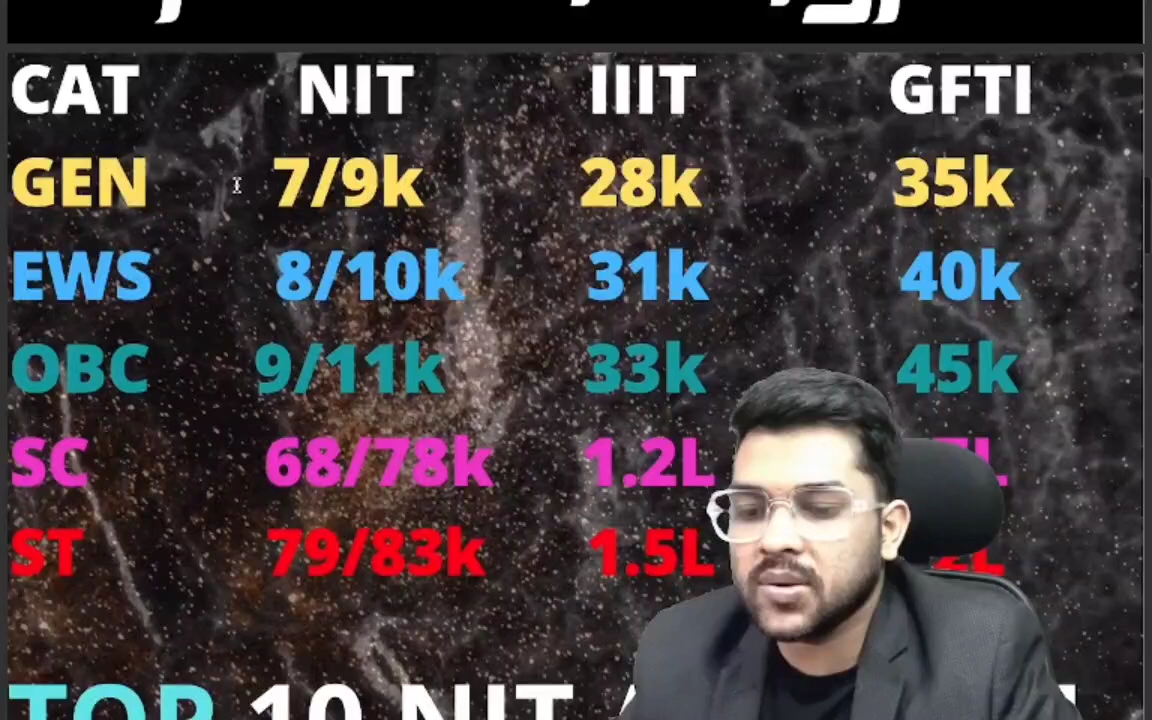 CAT NIT IIIT GFTI
GEN 7/9k 28k 35k
EWS 8/10k 31k 40k
OBC 9/11k 33k 45k
SC 68/78k 1.2L
ST 79/83k 1.5L 2L
TOP 10 NIT